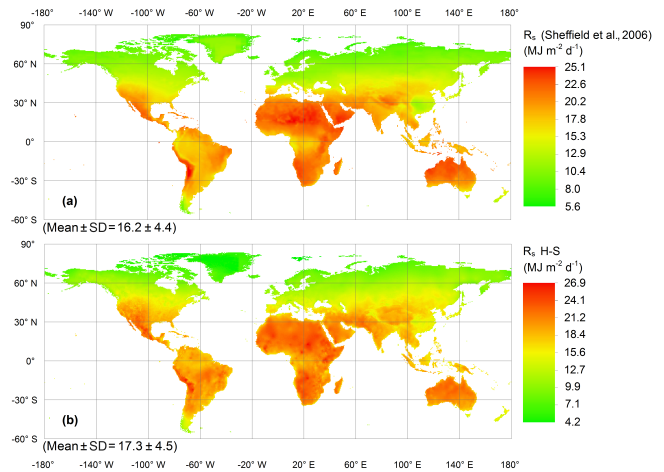 -180° -140° W -100° W -60° W -20° W 20° E 60° E 100° E 140° E 180°
90°
60° N
30° N
0°
-30° S
-60° S
(a)
(Mean±SD=16.2±4.4)
Rs (Sheffield et al.,2006)
(MJ m-2 d-1)
25.1
22.6
20.2
17.8
15.3
12.9
10.4
8.0
5.6
90°
60° N
30° N
0°
-30° S
-60° S
(b)
(Mean±SD=17.3±4.5)
-180° -140° W -100° W -60° W -20° W 20° E 60° E 100° E 140° E 180°
Rs H-S
(MJ m-2 d-1)
26.9
24.1
21.2
18.4
15.6
12.7
9.9
7.1
4.2